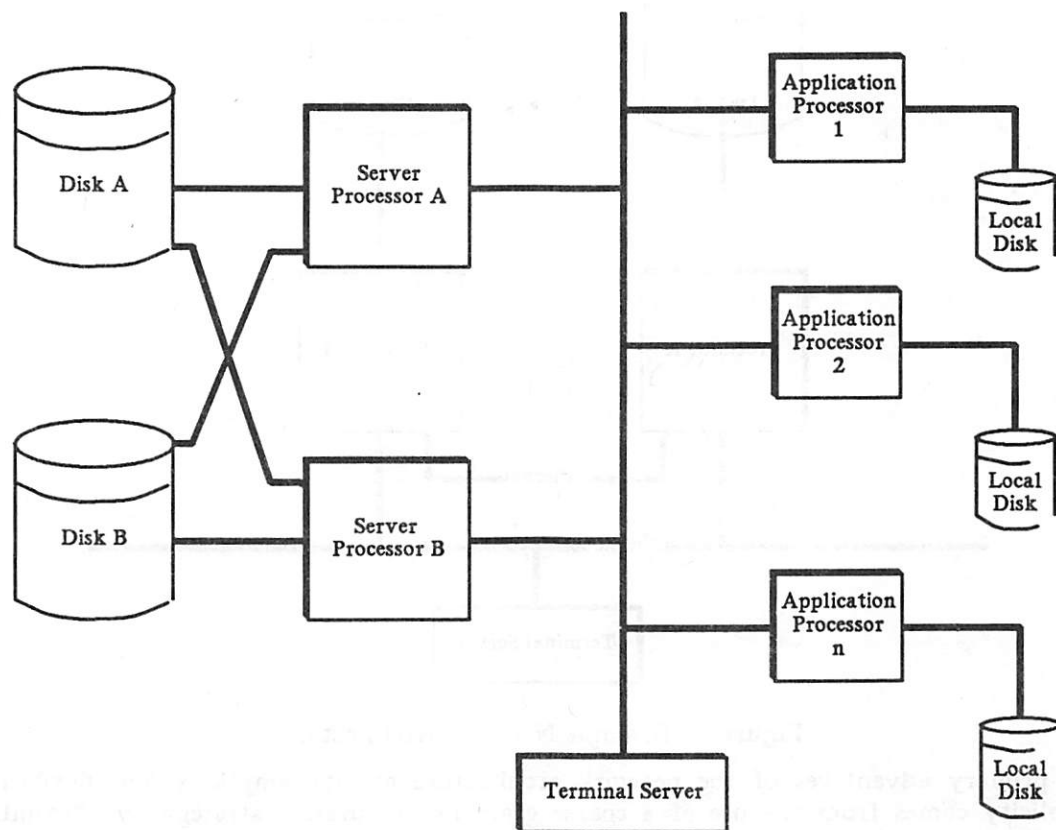 Disk A
Server
Processor A
Application
Processor
1
Local
Disk
Application
Processor
2
Local
Disk
Disk B
Server
Processor B
Application
Processor
n
Local
Disk
Terminal Server